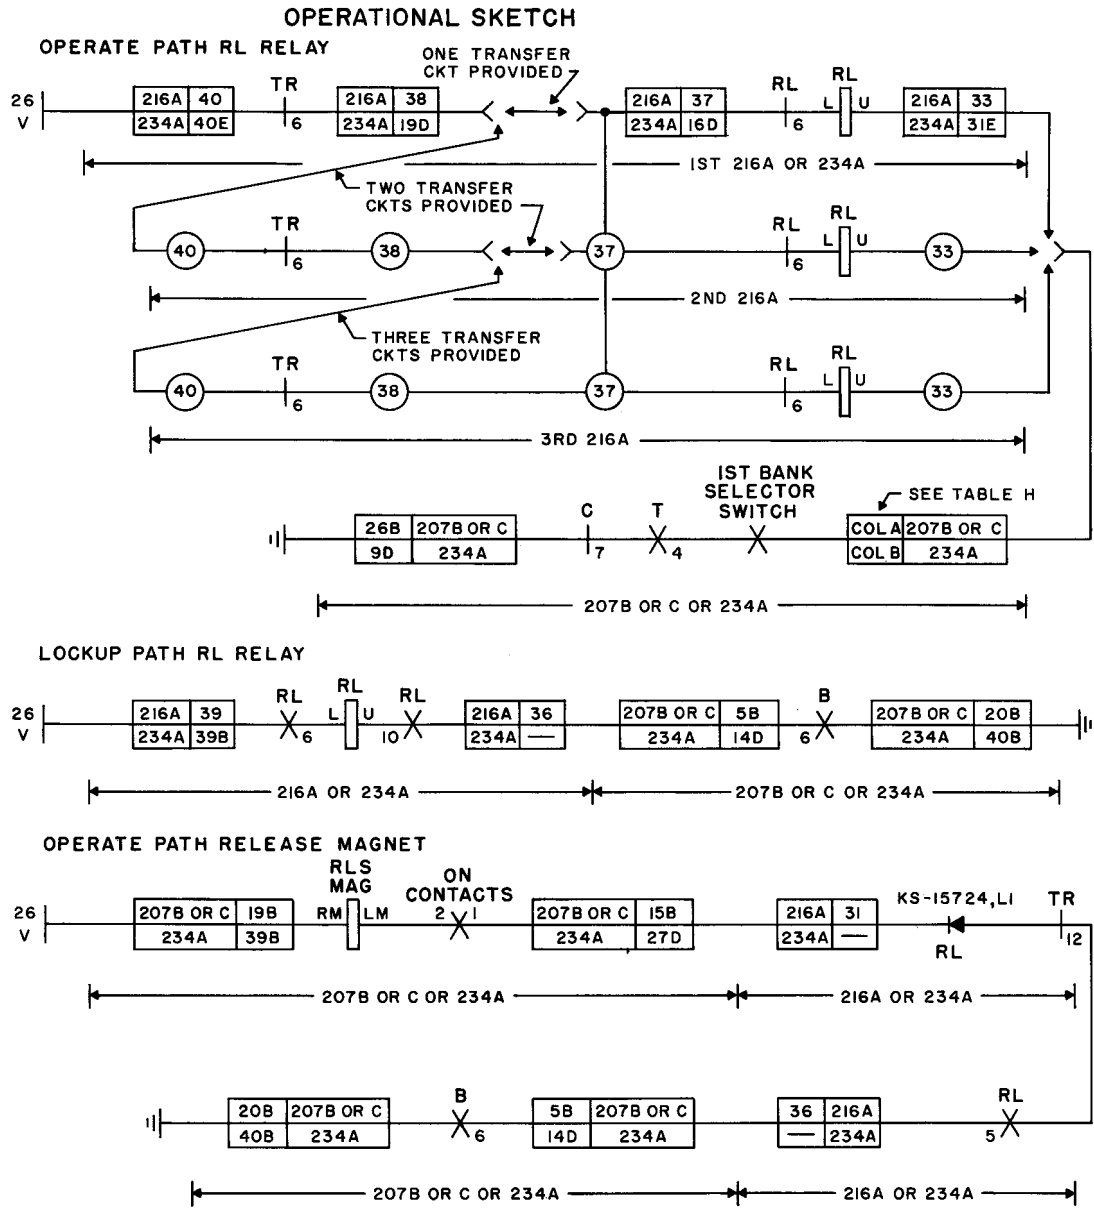 OPERATIONAL SKETCH
OPERATE PATH RL RELAY
ONE TRANSFER
CKT PROVIDED
26
V
216A 40
234A 40E
TR
6
216A 38
234A 19D
216A 37
234A 16D
RL
6
RL
L U
216A 33
234A 31E
1ST 216A OR 234A
TWO TRANSFER
CKTS PROVIDED
40
TR
6
38
37
RL
6
RL
L U
33
2ND 216A
THREE TRANSFER
CKTS PROVIDED
40
TR
6
38
37
RL
6
RL
L U
33
3RD 216A
1ST BANK
SELECTOR
SWITCH
SEE TABLE H
26B 207B OR C
9D 234A
C
7
T
4
COL A 207B OR C
COL B 234A
207B OR C OR 234A
LOCKUP PATH RL RELAY
26
V
216A 39
234A 39B
RL
6
RL
L U
RL
10
216A 36
234A —
207B OR C 5B
234A 14D
B
6
207B OR C 20B
234A 40B
216A OR 234A
207B OR C OR 234A
OPERATE PATH RELEASE MAGNET
26
V
207B OR C 19B
234A 39B
RLS
MAG
RM LM
ON
CONTACTS
2 1
207B OR C 15B
234A 27D
216A 31
234A —
KS-15724,L1
RL
TR
12
207B OR C OR 234A
216A OR 234A
20B 207B OR C
40B 234A
B
6
5B 207B OR C
14D 234A
36 216A
— 234A
RL
5
207B OR C OR 234A
216A OR 234A